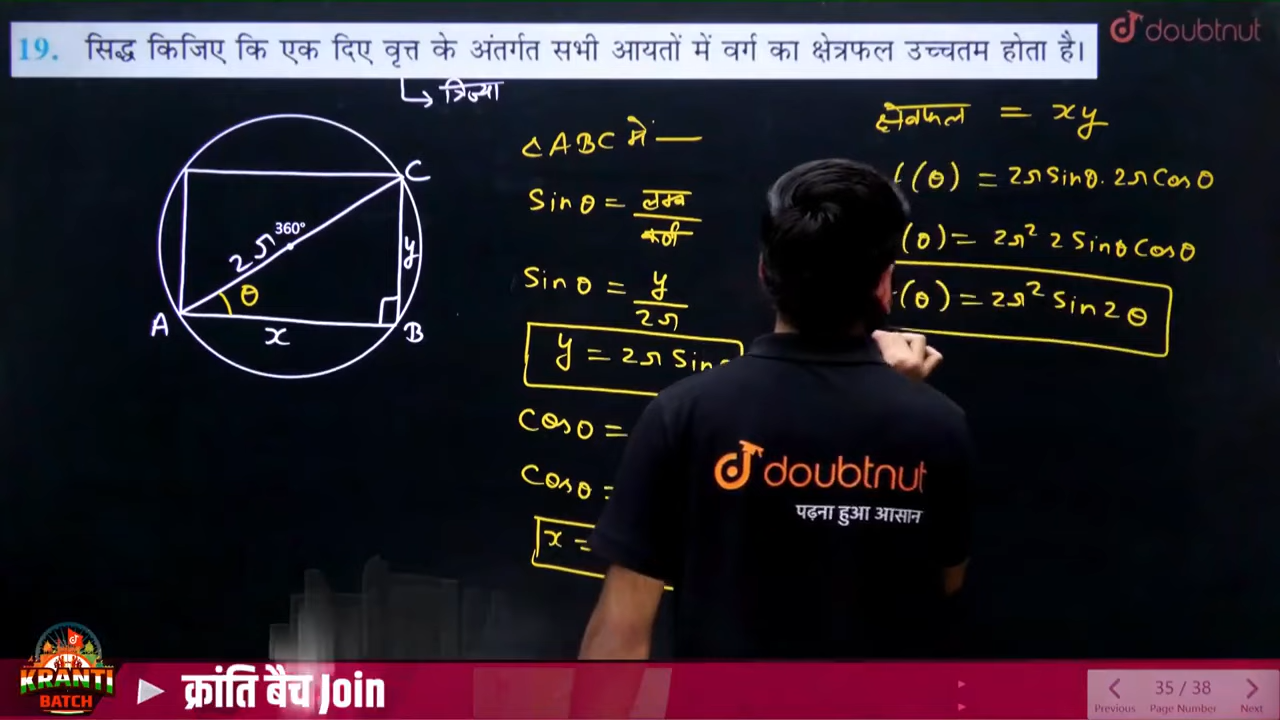 19. सिद्ध किजिए कि एक दिए वृत्त के अंतर्गत सभी आयतों में वर्ग का क्षेत्रफल उच्चतम होता है।
doubtnut
त्रिज्या
C
360°
2r
y
θ
A
x
B
△ABC में —
Sinθ = लम्ब / कर्ण
Sinθ = y / 2r
y = 2r Sin
Cosθ =
Cosθ =
x =
क्षेत्रफल = xy
(θ) = 2r Sinθ. 2r Cosθ
(θ) = 2r² 2 Sinθ Cosθ
(θ) = 2r² Sin2θ
doubtnut
पढ़ना हुआ आसान
KRANTI
BATCH
क्रांति बैच Join
35 / 38
Previous Page Number Next